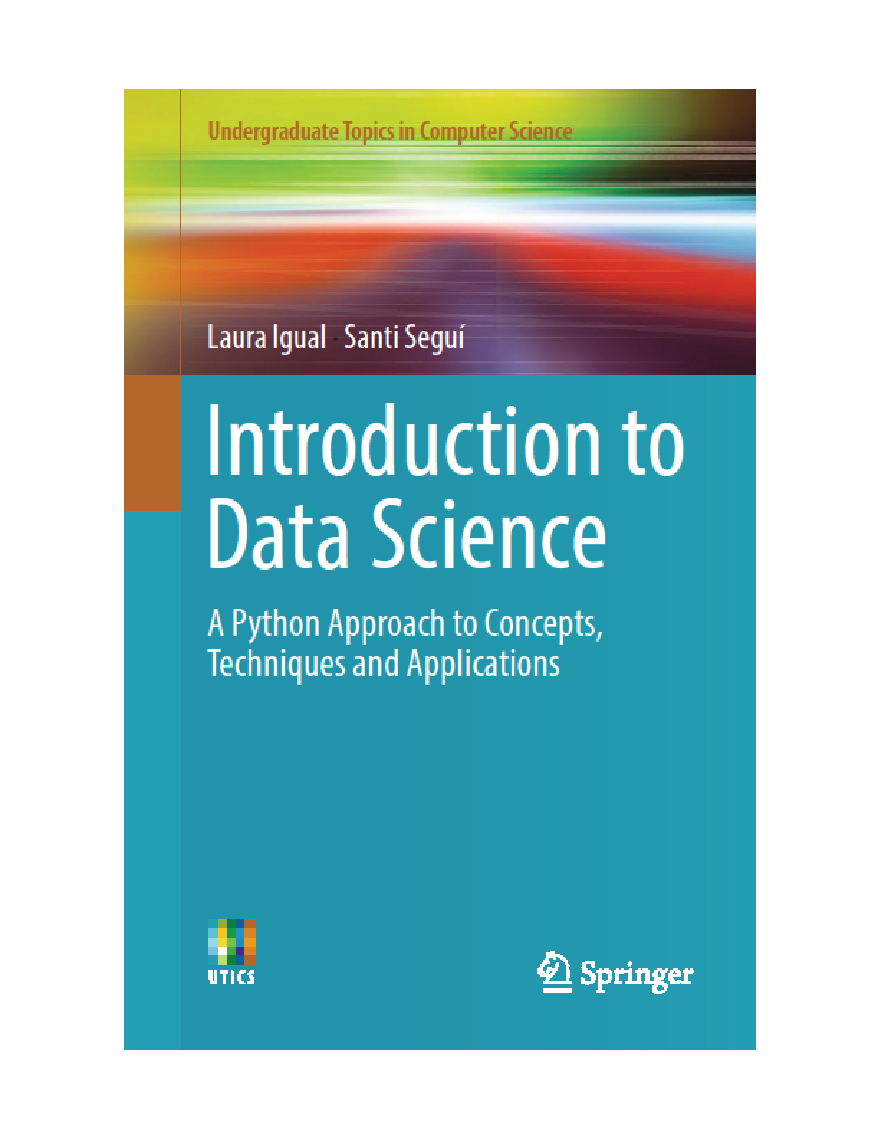 Undergraduate Topics in Computer Science
Laura Igual · Santi Seguí
Introduction to
Data Science
A Python Approach to Concepts,
Techniques and Applications
UTICS
Springer